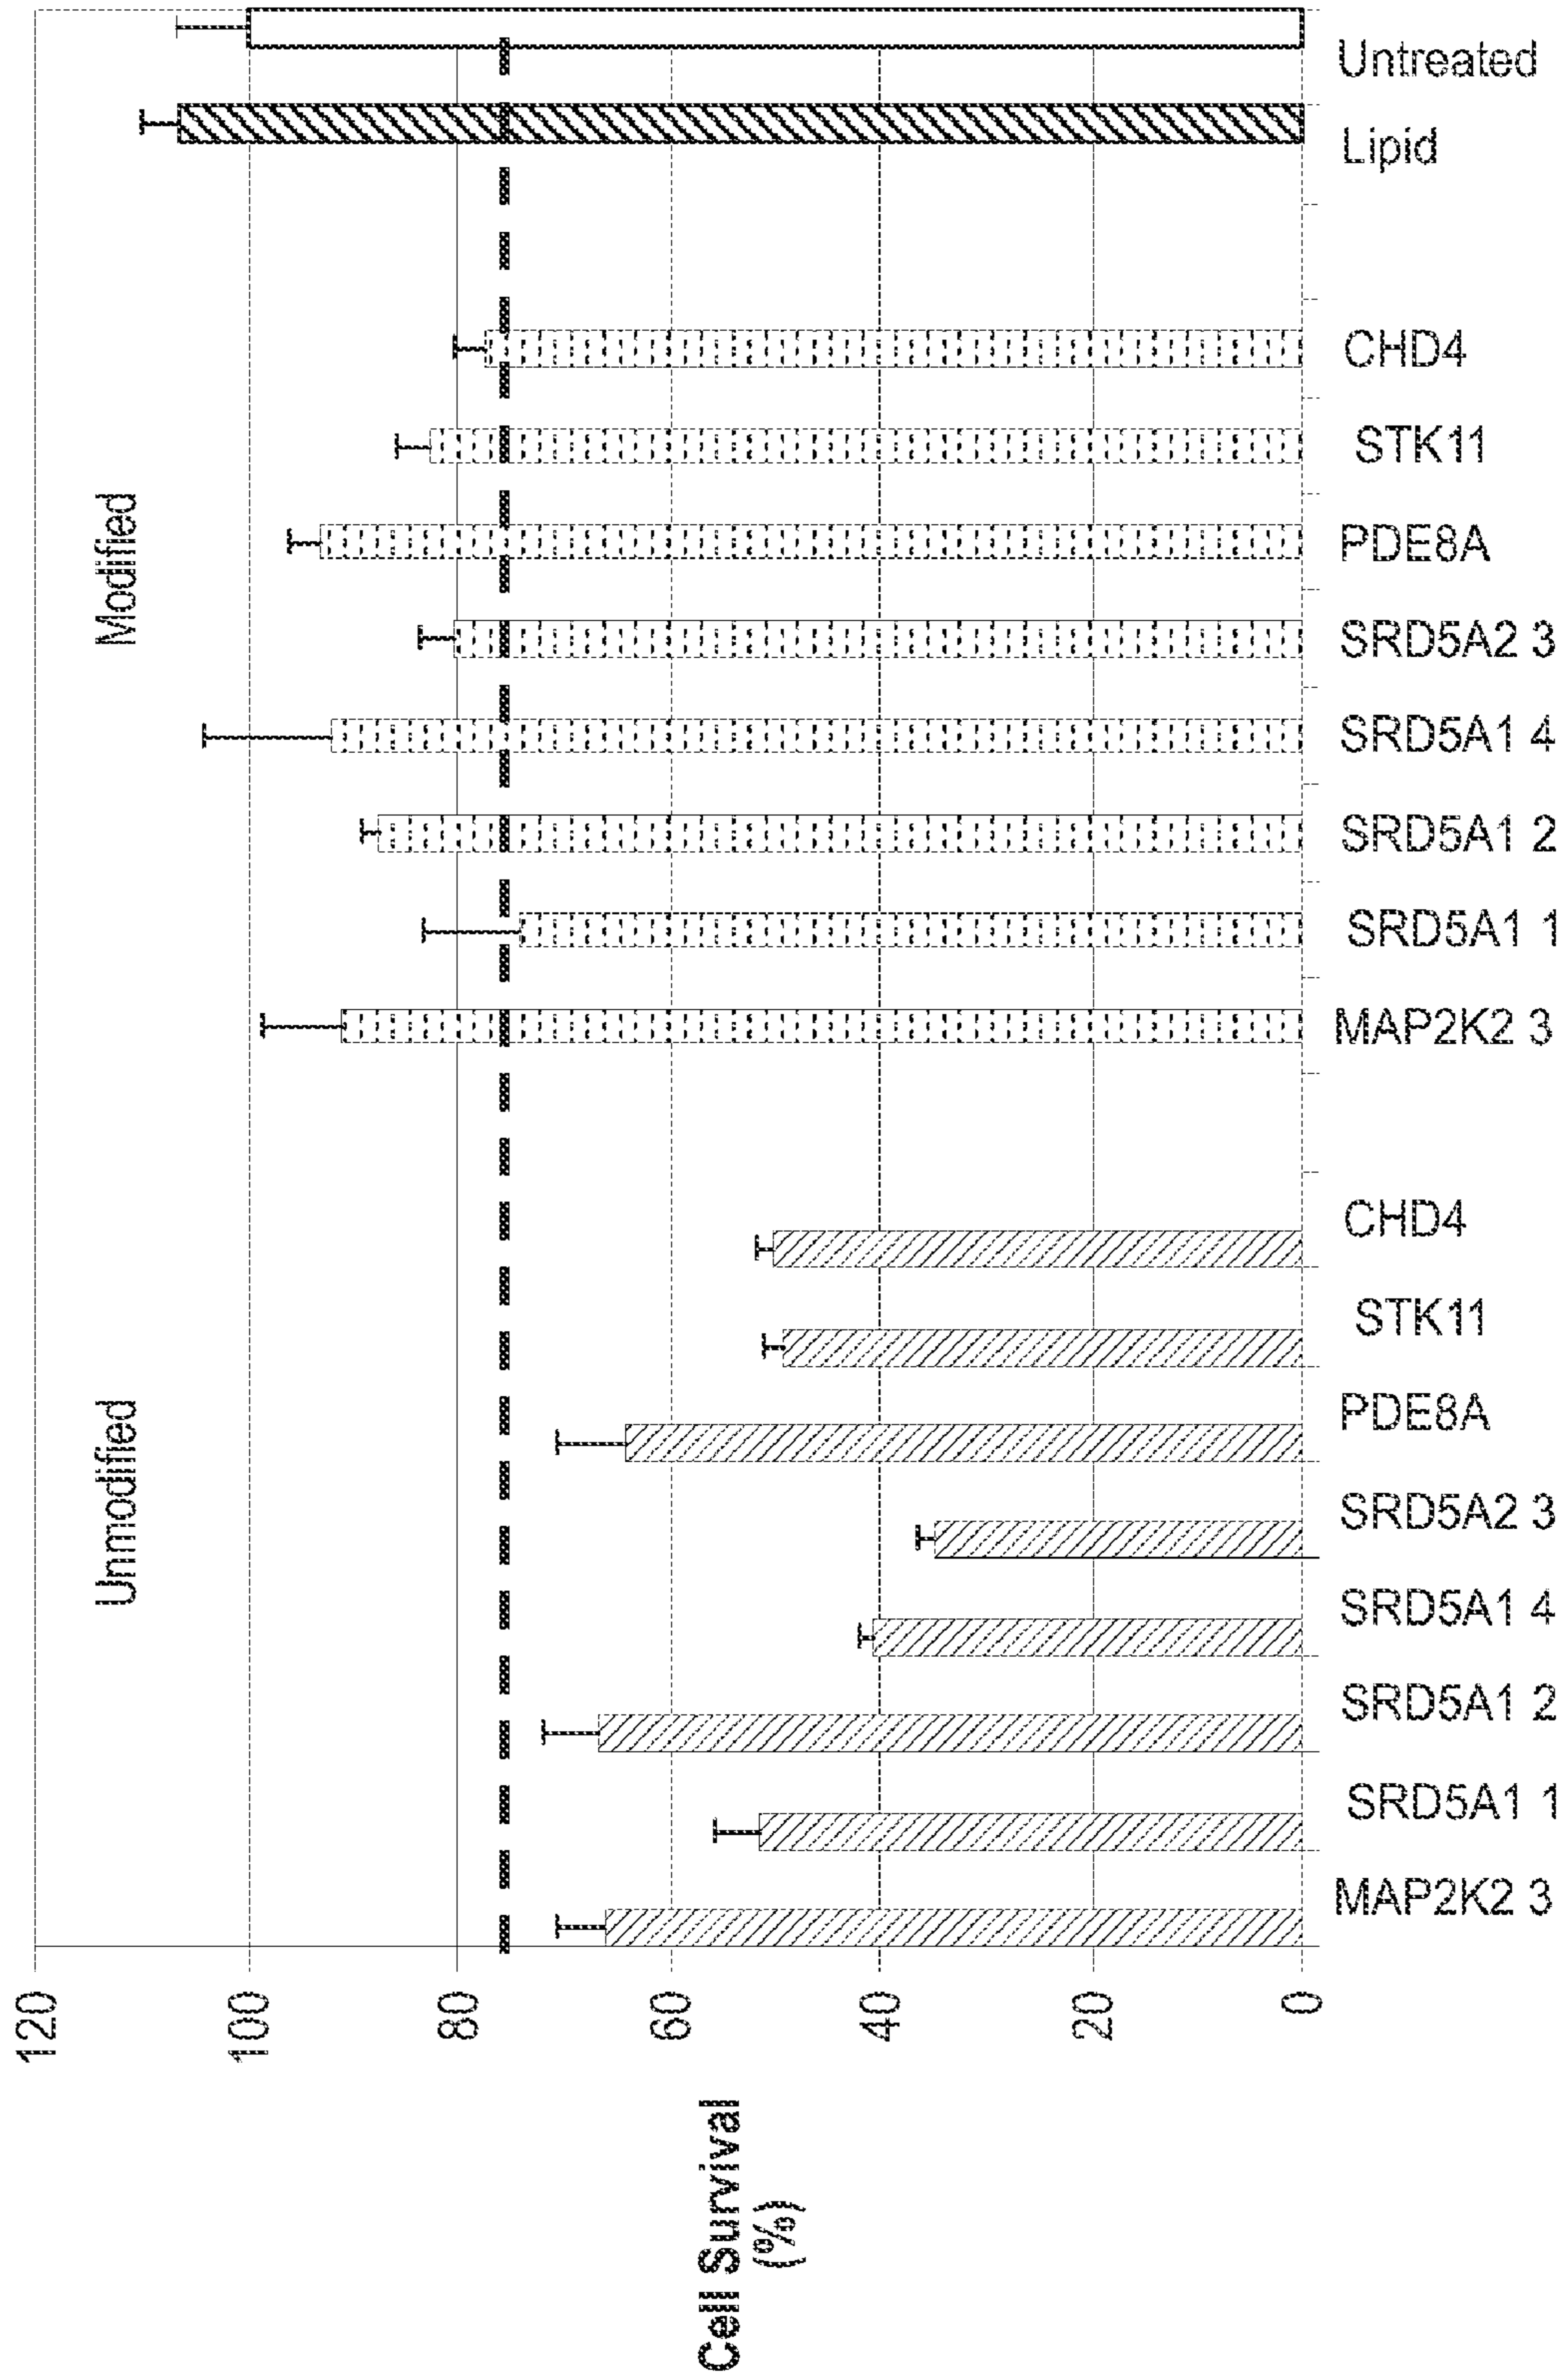 Unmodified
Modified
Cell Survival
(%)
120
100
80
60
40
20
0
MAP2K2 3
SRD5A1 1
SRD5A1 2
SRD5A1 4
SRD5A2 3
PDE8A
STK11
CHD4
MAP2K2 3
SRD5A1 1
SRD5A1 2
SRD5A1 4
SRD5A2 3
PDE8A
STK11
CHD4
Lipid
Untreated